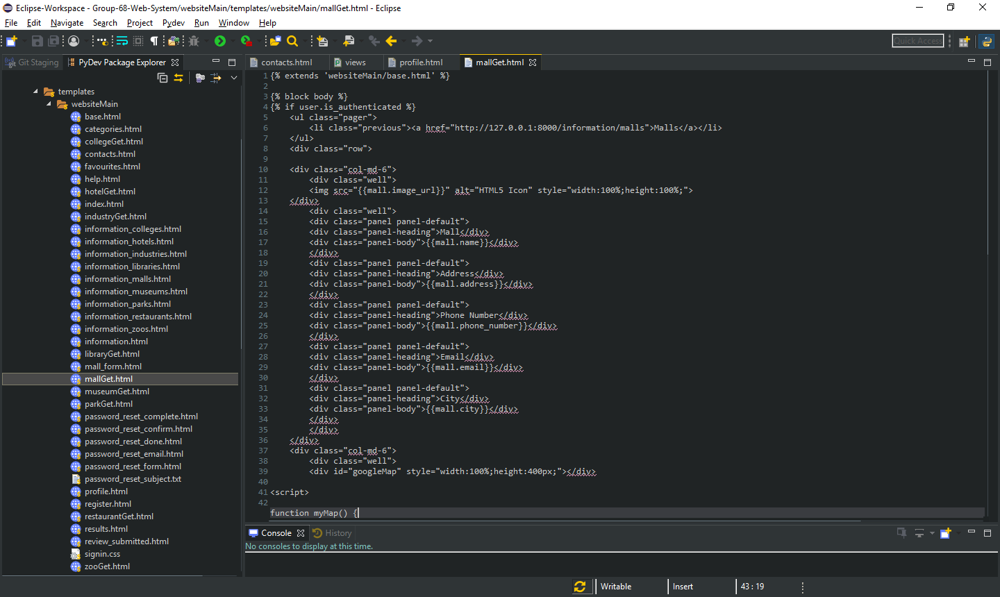 Eclipse-Workspace - Group-68-Web-System/websiteMain/templates/websiteMain/mallGet.html - Eclipse
File Edit Navigate Search Project Pydev Run Window Help
Quick Access
Git Staging PyDev Package Explorer
templates
websiteMain
base.html
categories.html
collegeGet.html
contacts.html
favourites.html
help.html
hotelGet.html
index.html
industryGet.html
information_colleges.html
information_hotels.html
information_industries.html
information_libraries.html
information_malls.html
information_museums.html
information_parks.html
information_restaurants.html
information_zoos.html
information.html
libraryGet.html
mall_form.html
mallGet.html
museumGet.html
parkGet.html
password_reset_complete.html
password_reset_confirm.html
password_reset_done.html
password_reset_email.html
password_reset_form.html
password_reset_subject.txt
profile.html
register.html
restaurantGet.html
results.html
review_submitted.html
signin.css
zooGet.html
contacts.html views profile.html mallGet.html
1 {% extends 'websiteMain/base.html' %}
2
3 {% block body %}
4 {% if user.is_authenticated %}
5 <ul class="pager">
6 <li class="previous"><a href="http://127.0.0.1:8000/information/malls">Malls</a></li>
7 </ul>
8 <div class="row">
9
10 <div class="col-md-6">
11 <div class="well">
12 <img src="{{mall.image_url}}" alt="HTML5 Icon" style="width:100%;height:100%;">
13 </div>
14 <div class="well">
15 <div class="panel panel-default">
16 <div class="panel-heading">Mall</div>
17 <div class="panel-body">{{mall.name}}</div>
18 </div>
19 <div class="panel panel-default">
20 <div class="panel-heading">Address</div>
21 <div class="panel-body">{{mall.address}}</div>
22 </div>
23 <div class="panel panel-default">
24 <div class="panel-heading">Phone Number</div>
25 <div class="panel-body">{{mall.phone_number}}</div>
26 </div>
27 <div class="panel panel-default">
28 <div class="panel-heading">Email</div>
29 <div class="panel-body">{{mall.email}}</div>
30 </div>
31 <div class="panel panel-default">
32 <div class="panel-heading">City</div>
33 <div class="panel-body">{{mall.city}}</div>
34 </div>
35 </div>
36 </div>
37 <div class="col-md-6">
38 <div class="well">
39 <div id="googleMap" style="width:100%;height:400px;"></div>
40
41 <script>
42
function myMap() {
Console History
No consoles to display at this time.
Writable Insert 43 : 19